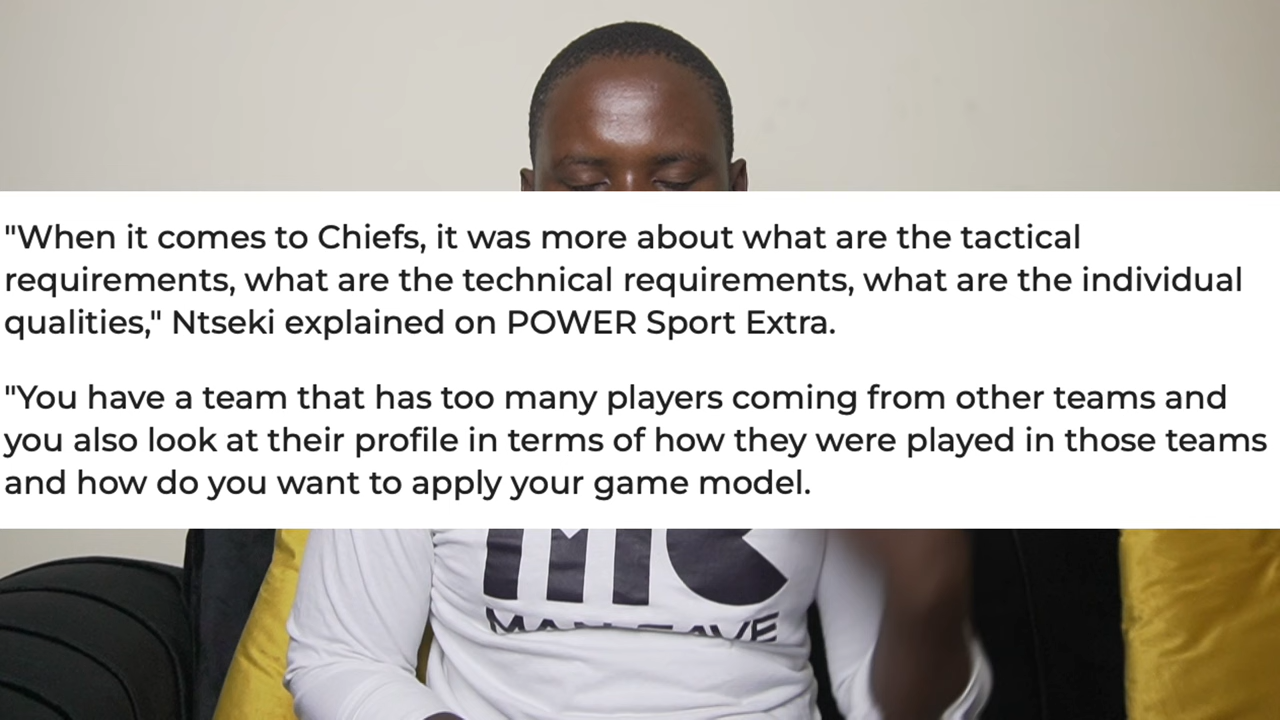 "When it comes to Chiefs, it was more about what are the tactical
requirements, what are the technical requirements, what are the individual
qualities," Ntseki explained on POWER Sport Extra.
"You have a team that has too many players coming from other teams and
you also look at their profile in terms of how they were played in those teams
and how do you want to apply your game model.